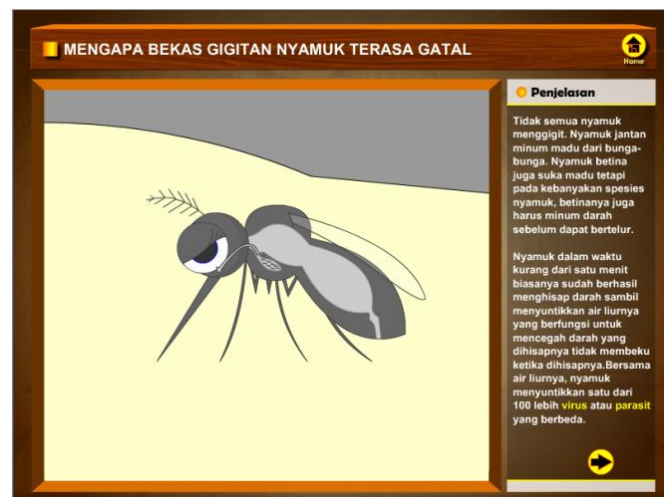 MENGAPA BEKAS GIGITAN NYAMUK TERASA GATAL
Home
Penjelasan
Tidak semua nyamuk
menggigit. Nyamuk jantan
minum madu dari bunga-
bunga. Nyamuk betina
juga suka madu tetapi
pada kebanyakan spesies
nyamuk, betinanya juga
harus minum darah
sebelum dapat bertelur.
Nyamuk dalam waktu
kurang dari satu menit
biasanya sudah berhasil
menghisap darah sambil
menyuntikkan air liurnya
yang berfungsi untuk
mencegah darah yang
dihisapnya tidak membeku
ketika dihisapnya.Bersama
air liurnya, nyamuk
menyuntikkan satu dari
100 lebih virus atau parasit
yang berbeda.